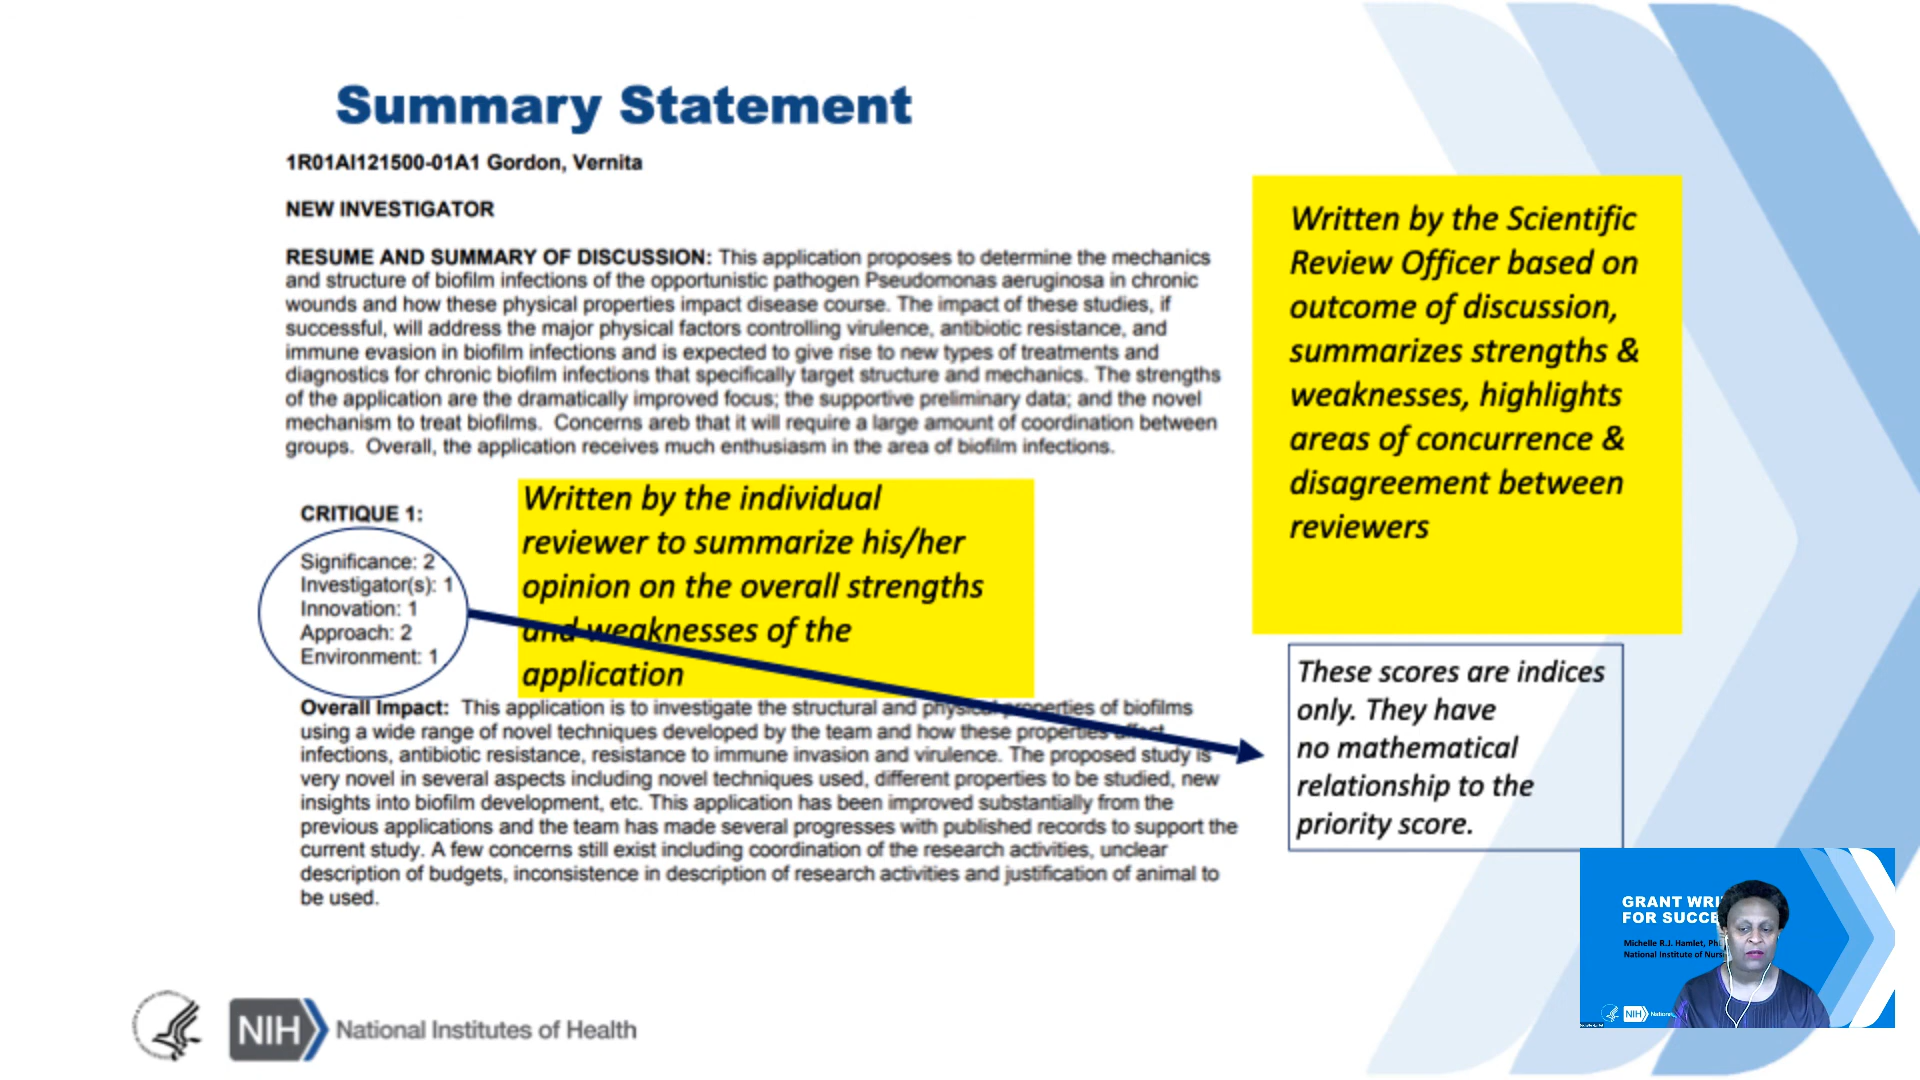 Summary Statement
1R01AI121500-01A1 Gordon, Vernita
NEW INVESTIGATOR
RESUME AND SUMMARY OF DISCUSSION: This application proposes to determine the mechanics
and structure of biofilm infections of the opportunistic pathogen Pseudomonas aeruginosa in chronic
wounds and how these physical properties impact disease course. The impact of these studies, if
successful, will address the major physical factors controlling virulence, antibiotic resistance, and
immune evasion in biofilm infections and is expected to give rise to new types of treatments and
diagnostics for chronic biofilm infections that specifically target structure and mechanics. The strengths
of the application are the dramatically improved focus; the supportive preliminary data; and the novel
mechanism to treat biofilms. Concerns areb that it will require a large amount of coordination between
groups. Overall, the application receives much enthusiasm in the area of biofilm infections.
Written by the Scientific
Review Officer based on
outcome of discussion,
summarizes strengths &
weaknesses, highlights
areas of concurrence &
disagreement between
reviewers
CRITIQUE 1:
Significance: 2
Investigator(s): 1
Innovation: 1
Approach: 2
Environment: 1
Written by the individual
reviewer to summarize his/her
opinion on the overall strengths
and weaknesses of the
application
These scores are indices
only. They have
no mathematical
relationship to the
priority score.
Overall Impact: This application is to investigate the structural and physical properties of biofilms
using a wide range of novel techniques developed by the team and how these properties affect
infections, antibiotic resistance, resistance to immune invasion and virulence. The proposed study is
very novel in several aspects including novel techniques used, different properties to be studied, new
insights into biofilm development, etc. This application has been improved substantially from the
previous applications and the team has made several progresses with published records to support the
current study. A few concerns still exist including coordination of the research activities, unclear
description of budgets, inconsistence in description of research activities and justification of animal to
be used.
GRANT WRI
FOR SUCCE
Michelle R.J. Hamlet, Ph
National Institute of Nurs
NIH
NIH National Institutes of Health